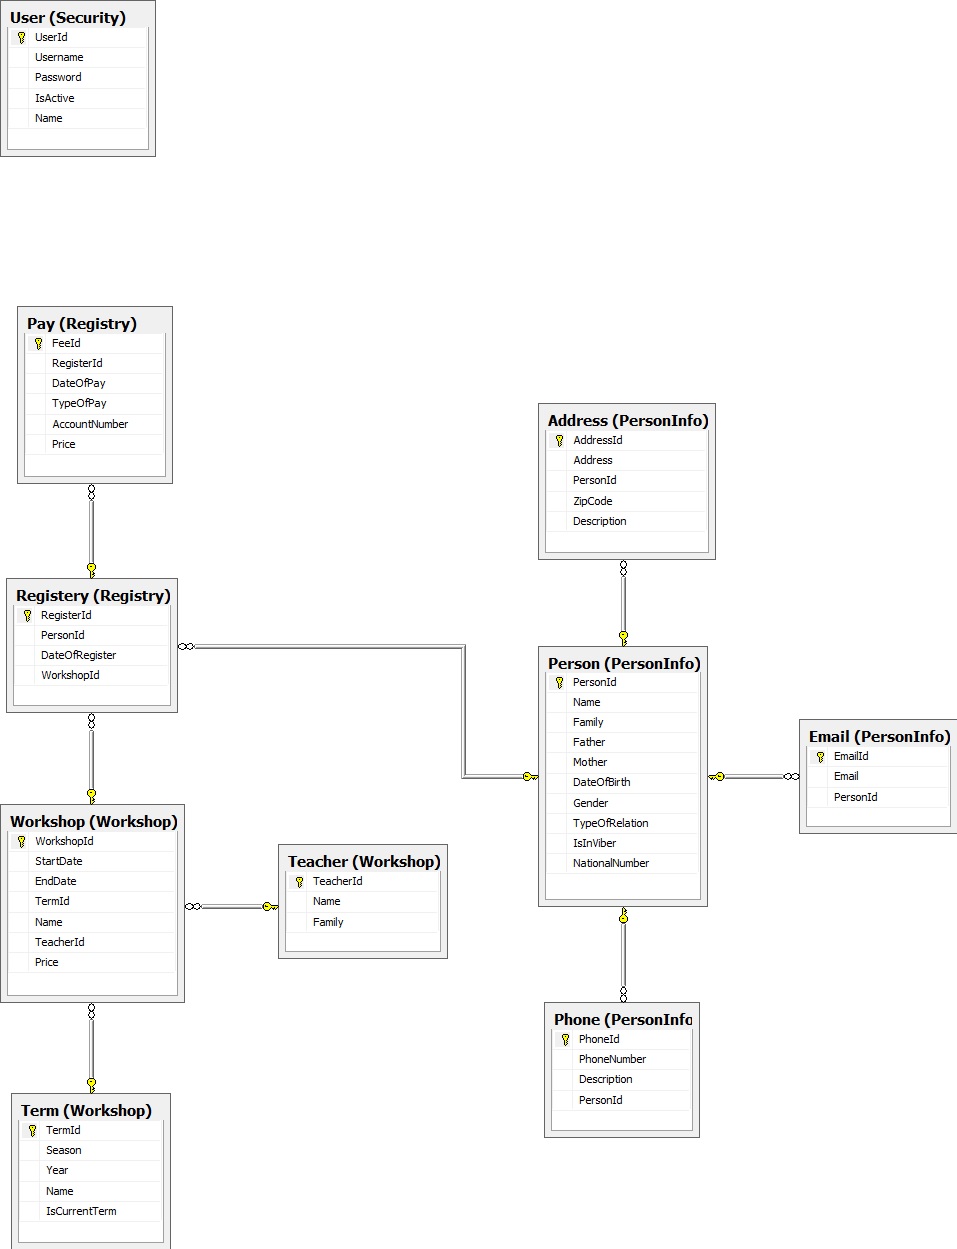 User (Security)
UserId
Username
Password
IsActive
Name
Pay (Registry)
FeeId
RegisterId
DateOfPay
TypeOfPay
AccountNumber
Price
Address (PersonInfo)
AddressId
Address
PersonId
ZipCode
Description
Registery (Registry)
RegisterId
PersonId
DateOfRegister
WorkshopId
Person (PersonInfo)
PersonId
Name
Family
Father
Mother
DateOfBirth
Gender
TypeOfRelation
IsInViber
NationalNumber
Email (PersonInfo)
EmailId
Email
PersonId
Workshop (Workshop)
WorkshopId
StartDate
EndDate
TermId
Name
TeacherId
Price
Teacher (Workshop)
TeacherId
Name
Family
Phone (PersonInfo
PhoneId
PhoneNumber
Description
PersonId
Term (Workshop)
TermId
Season
Year
Name
IsCurrentTerm